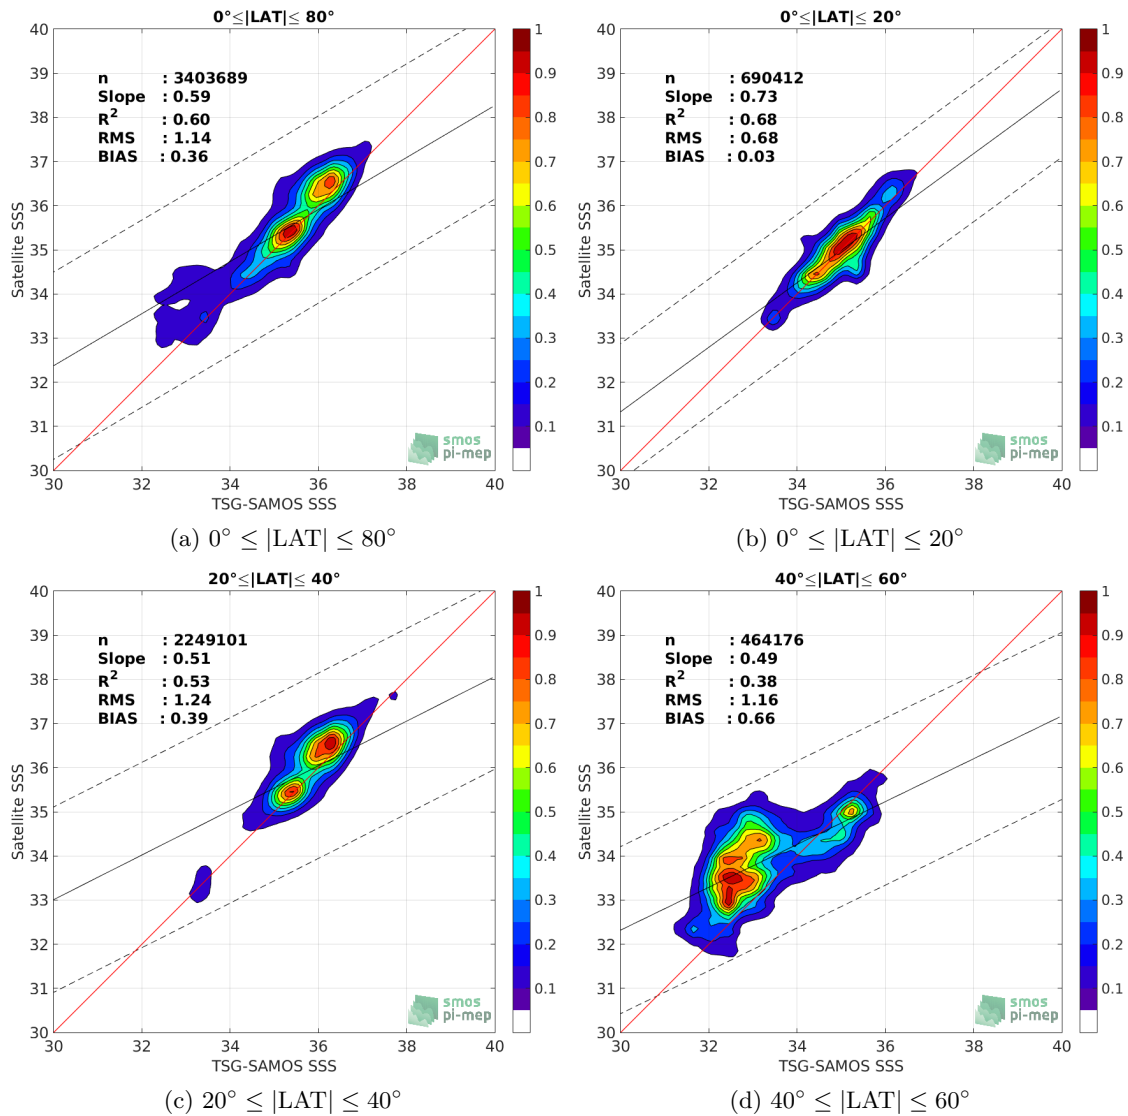 0°≤|LAT|≤ 80°
n : 3403689
Slope : 0.59
R² : 0.60
RMS : 1.14
BIAS : 0.36
40
39
38
37
36
35
34
33
32
31
30
Satellite SSS
30 32 34 36 38 40
TSG-SAMOS SSS
smos
pi-mep
1
0.9
0.8
0.7
0.6
0.5
0.4
0.3
0.2
0.1
(a) 0° ≤ |LAT| ≤ 80°
0°≤|LAT|≤ 20°
n : 690412
Slope : 0.73
R² : 0.68
RMS : 0.68
BIAS : 0.03
40
39
38
37
36
35
34
33
32
31
30
Satellite SSS
30 32 34 36 38 40
TSG-SAMOS SSS
smos
pi-mep
1
0.9
0.8
0.7
0.6
0.5
0.4
0.3
0.2
0.1
(b) 0° ≤ |LAT| ≤ 20°
20°≤|LAT|≤ 40°
n : 2249101
Slope : 0.51
R² : 0.53
RMS : 1.24
BIAS : 0.39
40
39
38
37
36
35
34
33
32
31
30
Satellite SSS
30 32 34 36 38 40
TSG-SAMOS SSS
smos
pi-mep
1
0.9
0.8
0.7
0.6
0.5
0.4
0.3
0.2
0.1
(c) 20° ≤ |LAT| ≤ 40°
40°≤|LAT|≤ 60°
n : 464176
Slope : 0.49
R² : 0.38
RMS : 1.16
BIAS : 0.66
40
39
38
37
36
35
34
33
32
31
30
Satellite SSS
30 32 34 36 38 40
TSG-SAMOS SSS
smos
pi-mep
1
0.9
0.8
0.7
0.6
0.5
0.4
0.3
0.2
0.1
(d) 40° ≤ |LAT| ≤ 60°